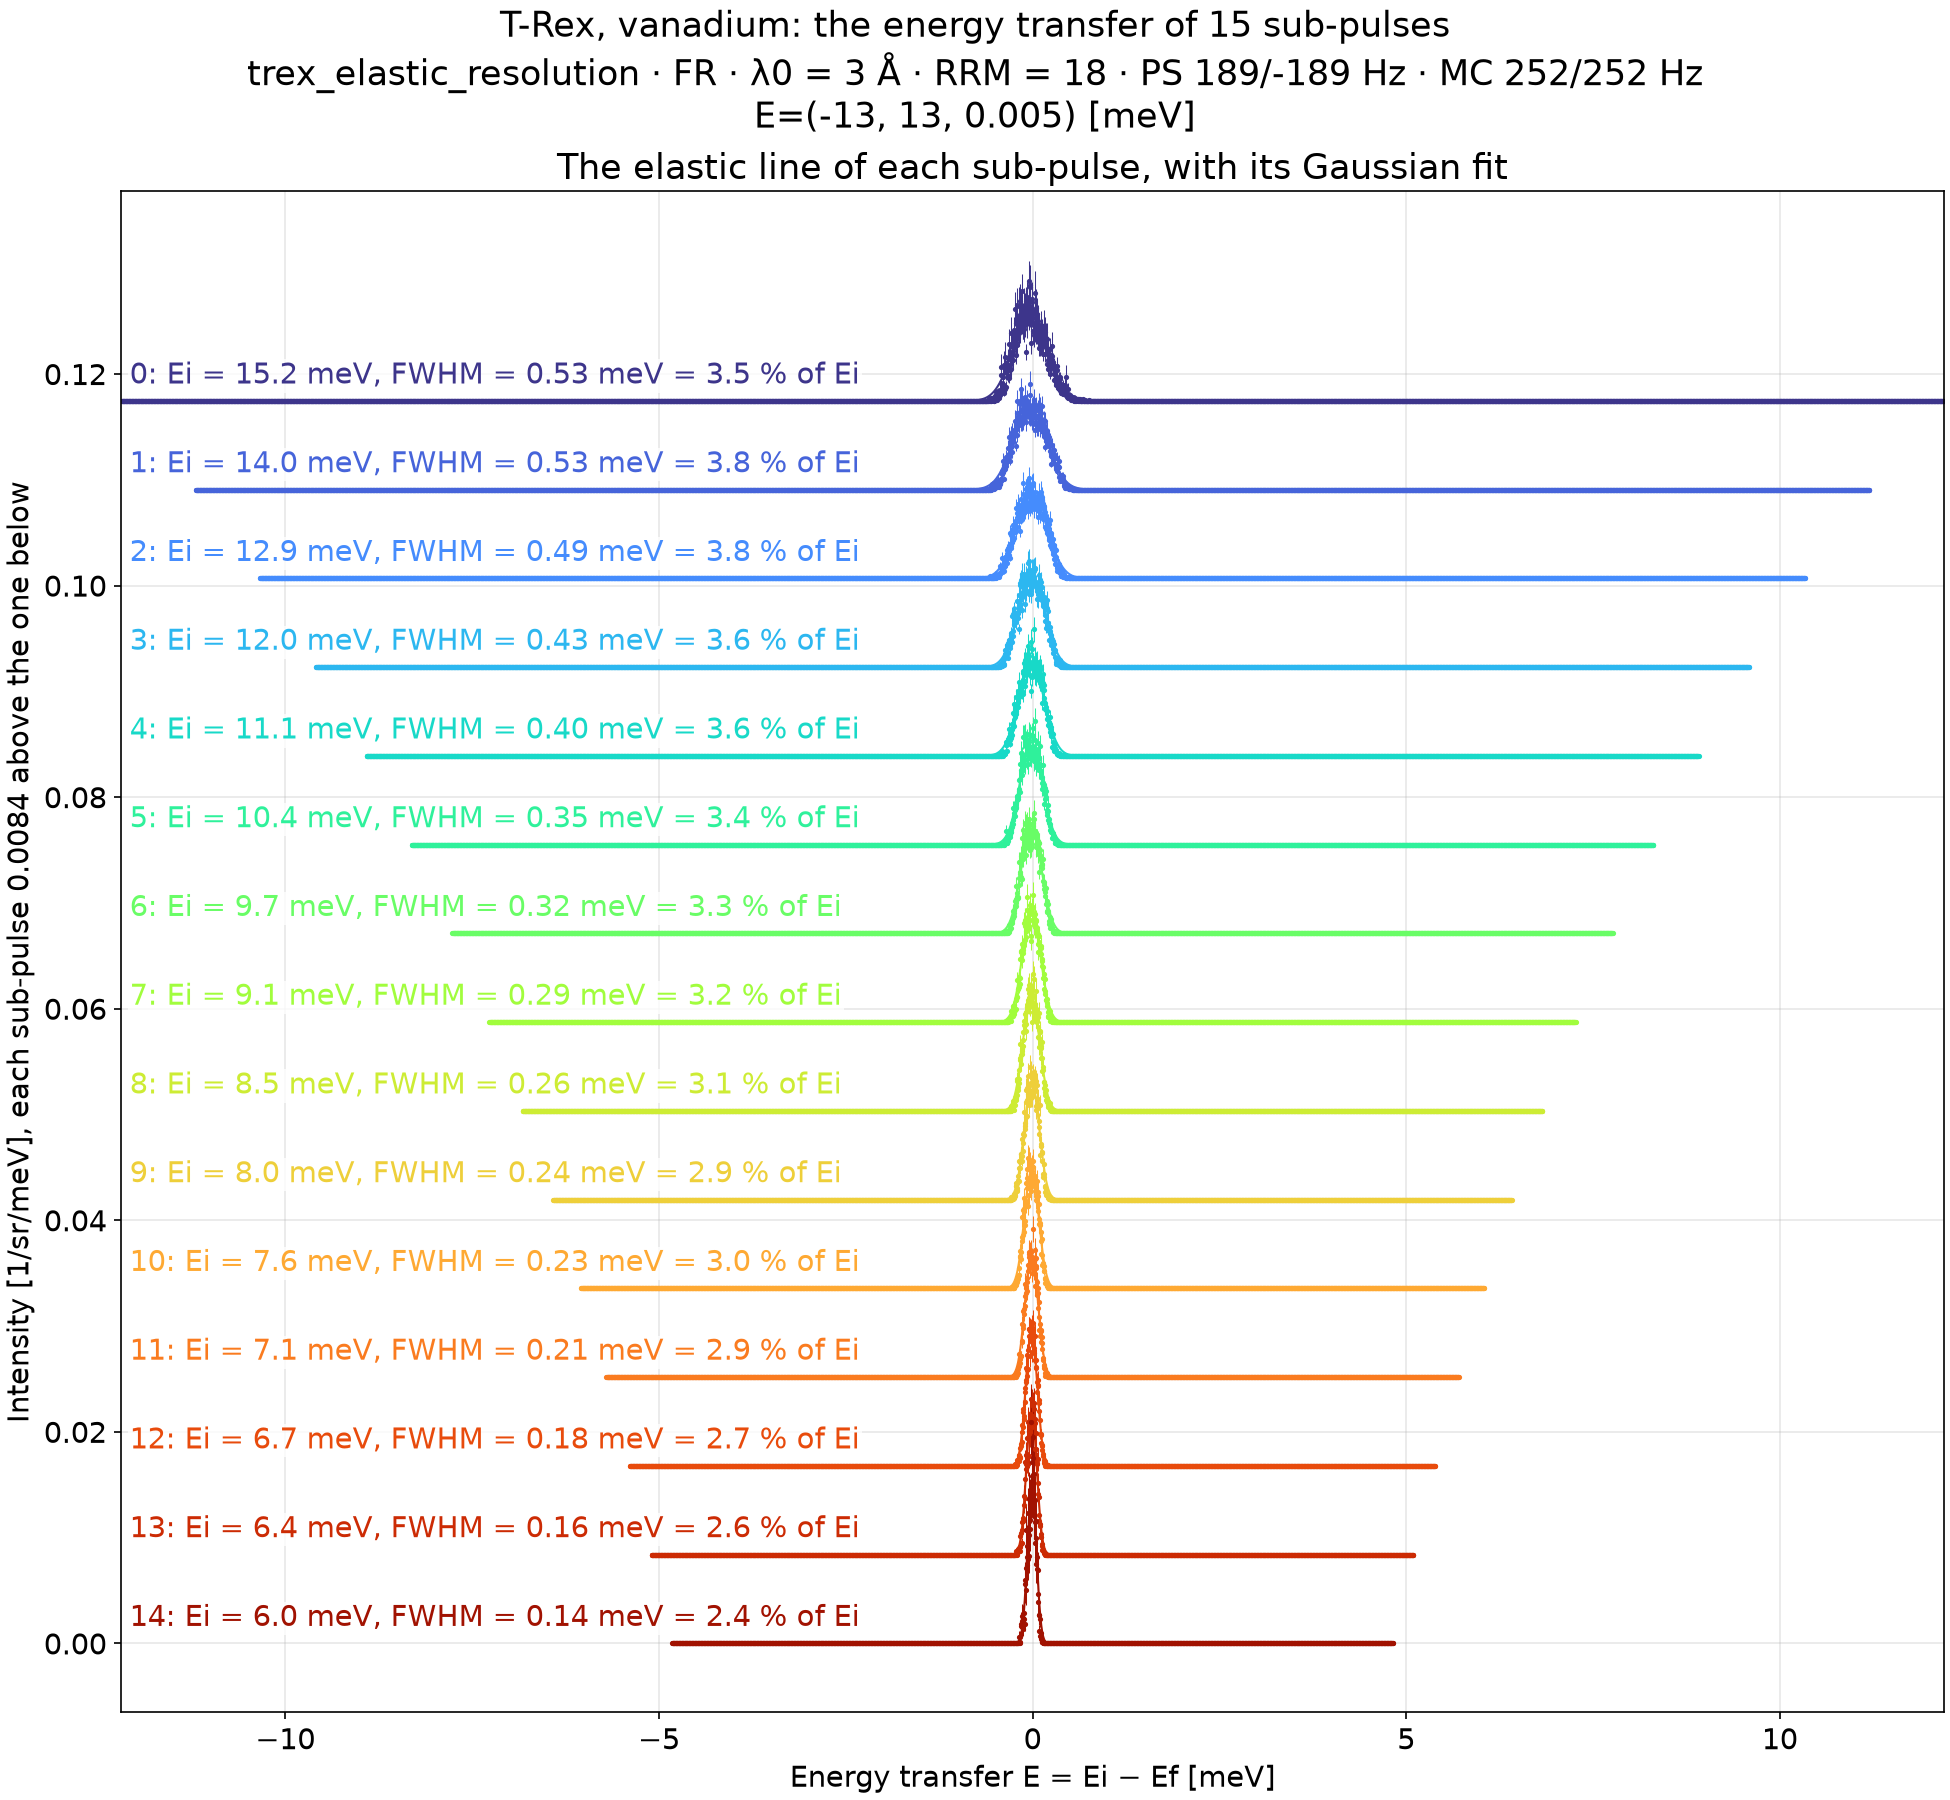 T-Rex, vanadium: the energy transfer of 15 sub-pulses
trex_elastic_resolution · FR · λ0 = 3 Å · RRM = 18 · PS 189/-189 Hz · MC 252/252 Hz
E=(-13, 13, 0.005) [meV]
The elastic line of each sub-pulse, with its Gaussian fit
Intensity [1/sr/meV], each sub-pulse 0.0084 above the one below
0.12
0.10
0.08
0.06
0.04
0.02
0.00
0: Ei = 15.2 meV, FWHM = 0.53 meV = 3.5 % of Ei
1: Ei = 14.0 meV, FWHM = 0.53 meV = 3.8 % of Ei
2: Ei = 12.9 meV, FWHM = 0.49 meV = 3.8 % of Ei
3: Ei = 12.0 meV, FWHM = 0.43 meV = 3.6 % of Ei
4: Ei = 11.1 meV, FWHM = 0.40 meV = 3.6 % of Ei
5: Ei = 10.4 meV, FWHM = 0.35 meV = 3.4 % of Ei
6: Ei = 9.7 meV, FWHM = 0.32 meV = 3.3 % of Ei
7: Ei = 9.1 meV, FWHM = 0.29 meV = 3.2 % of Ei
8: Ei = 8.5 meV, FWHM = 0.26 meV = 3.1 % of Ei
9: Ei = 8.0 meV, FWHM = 0.24 meV = 2.9 % of Ei
10: Ei = 7.6 meV, FWHM = 0.23 meV = 3.0 % of Ei
11: Ei = 7.1 meV, FWHM = 0.21 meV = 2.9 % of Ei
12: Ei = 6.7 meV, FWHM = 0.18 meV = 2.7 % of Ei
13: Ei = 6.4 meV, FWHM = 0.16 meV = 2.6 % of Ei
14: Ei = 6.0 meV, FWHM = 0.14 meV = 2.4 % of Ei
−10 −5 0 5 10
Energy transfer E = Ei − Ef [meV]